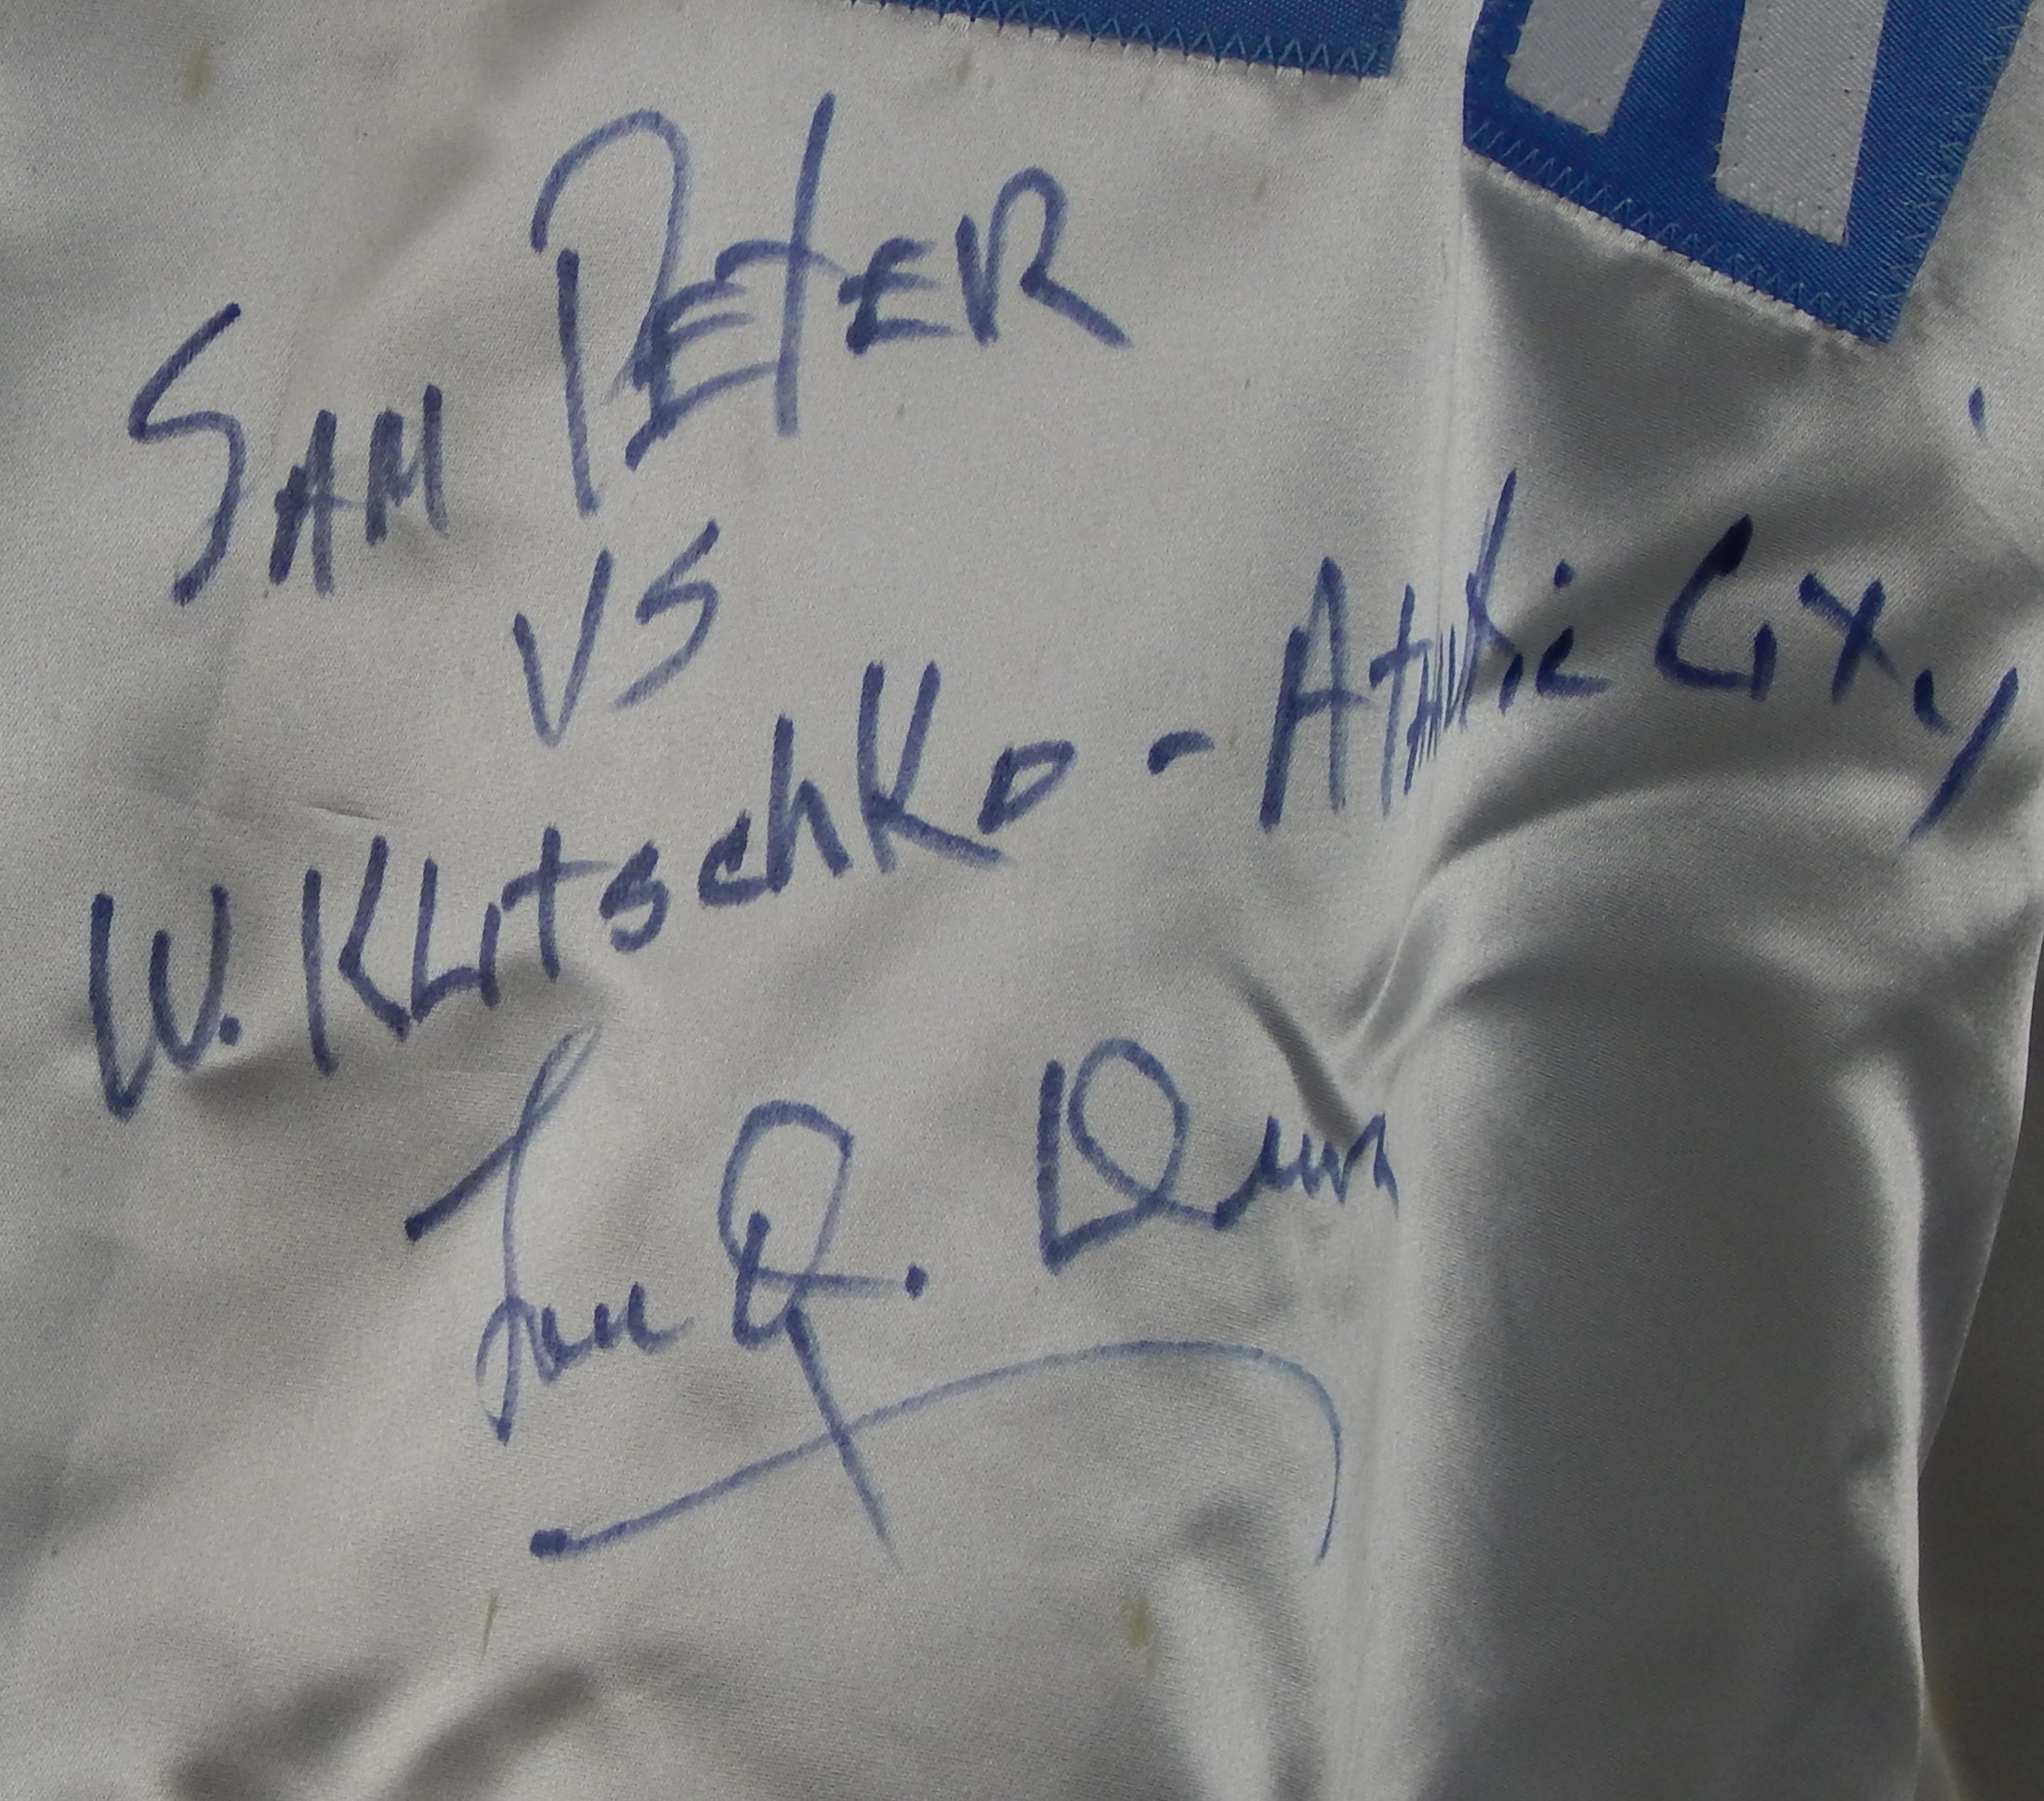 SAM PETER
VS
W. KLitschKo - Atlantic City